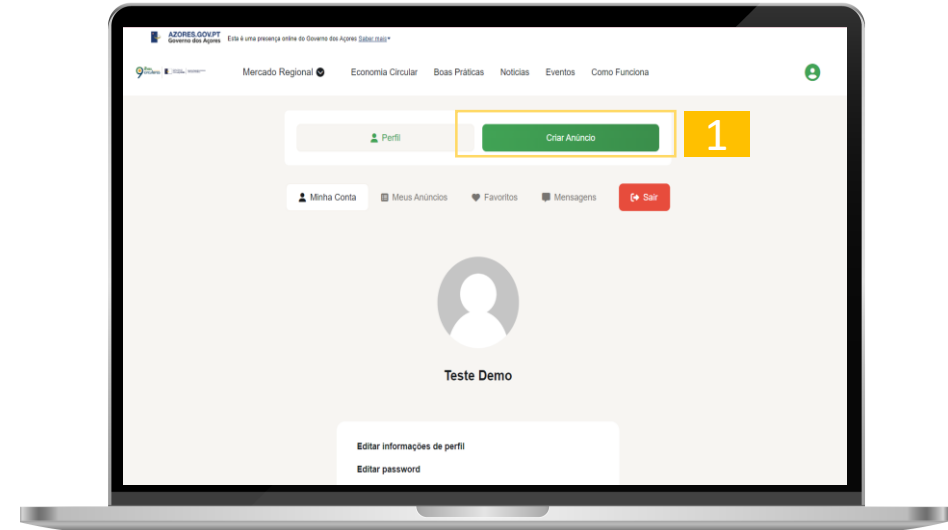 AZORES.GOV.PT
Governo dos Açores
Esta é uma presença online do Governo dos Açores Saber mais
Mercado Regional Economia Circular Boas Práticas Notícias Eventos Como Funciona
Perfil Criar Anúncio 1
Minha Conta Meus Anúncios Favoritos Mensagens Sair
Teste Demo
Editar informações de perfil
Editar password